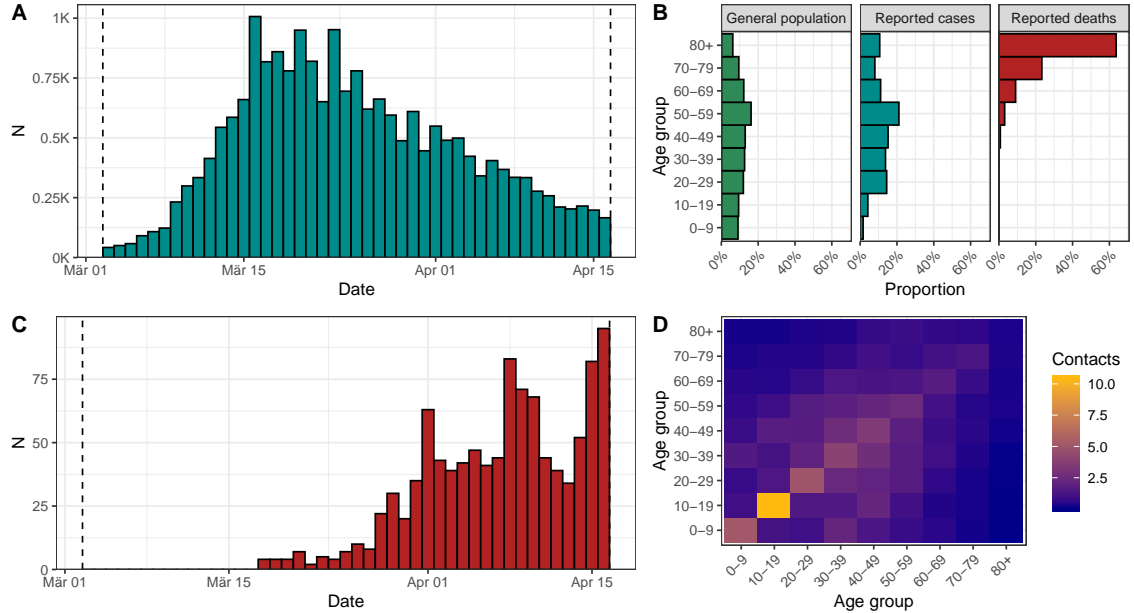 A
1K
0.75K
0.5K
0.25K
0K
N
Mär 01
Mär 15
Apr 01
Apr 15
Date
B
General population
Reported cases
Reported deaths
80+
70–79
60–69
50–59
40–49
30–39
20–29
10–19
0–9
Age group
0%
20%
40%
60%
0%
20%
40%
60%
0%
20%
40%
60%
Proportion
C
75
50
25
0
N
Mär 01
Mär 15
Apr 01
Apr 15
Date
D
80+
70–79
60–69
50–59
40–49
30–39
20–29
10–19
0–9
Age group
0–9
10–19
20–29
30–39
40–49
50–59
60–69
70–79
80+
Age group
Contacts
10.0
7.5
5.0
2.5